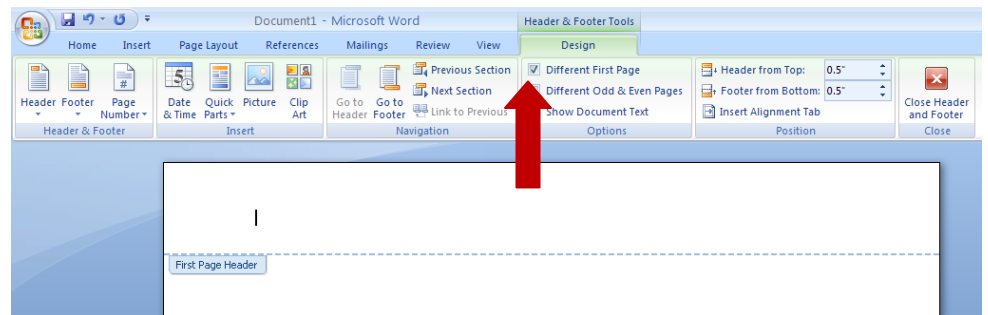 Document1 - Microsoft Word
Header & Footer Tools
Home Insert Page Layout References Mailings Review View Design
Header
Footer
Page Number
Header & Footer
Date & Time
Quick Parts
Picture
Clip Art
Insert
Go to Header
Go to Footer
Previous Section
Next Section
Link to Previous
Navigation
Different First Page
Different Odd & Even Pages
Show Document Text
Options
Header from Top: 0.5"
Footer from Bottom: 0.5"
Insert Alignment Tab
Position
Close Header
and Footer
Close
First Page Header